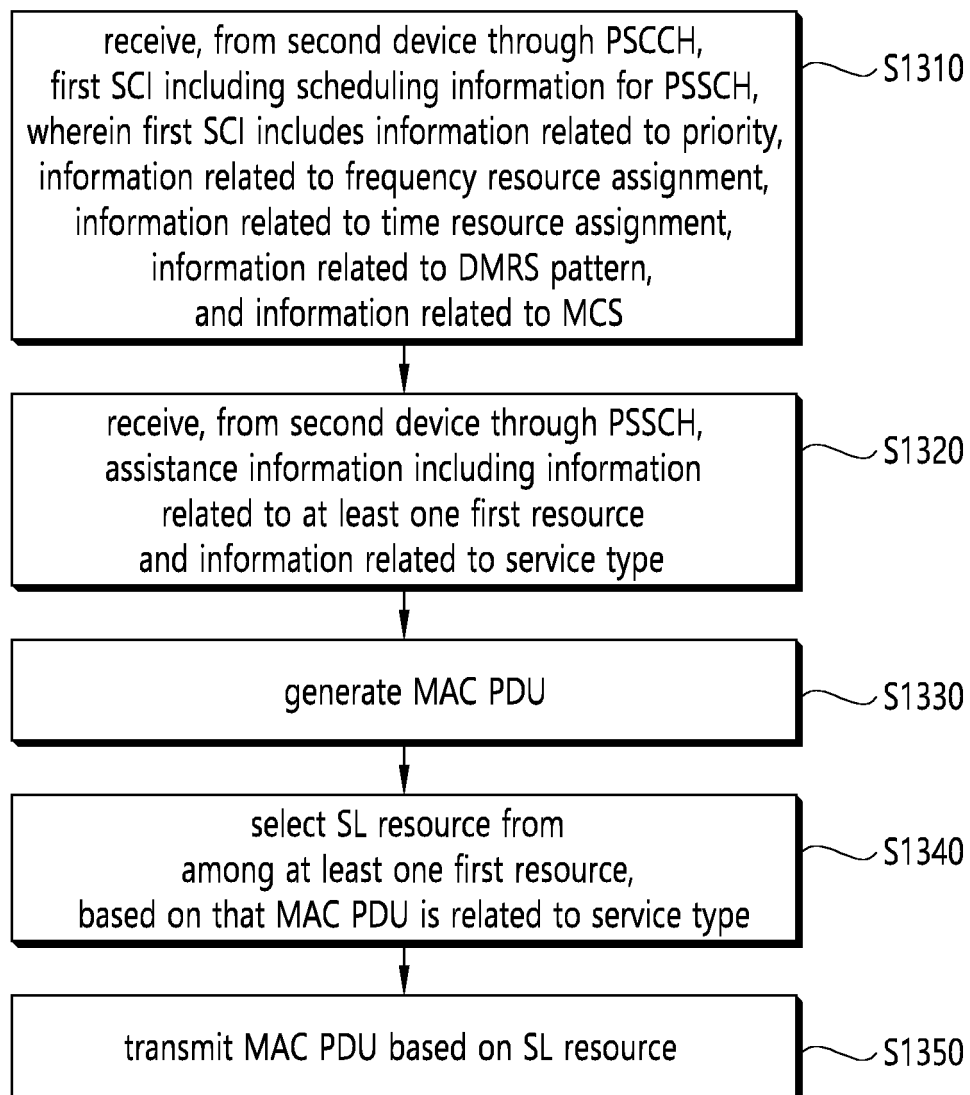 receive, from second device through PSCCH,
first SCI including scheduling information for PSSCH,
wherein first SCI includes information related to priority,
information related to frequency resource assignment,
information related to time resource assignment,
information related to DMRS pattern,
and information related to MCS
S1310
receive, from second device through PSSCH,
assistance information including information
related to at least one first resource
and information related to service type
S1320
generate MAC PDU
S1330
select SL resource from
among at least one first resource,
based on that MAC PDU is related to service type
S1340
transmit MAC PDU based on SL resource
S1350